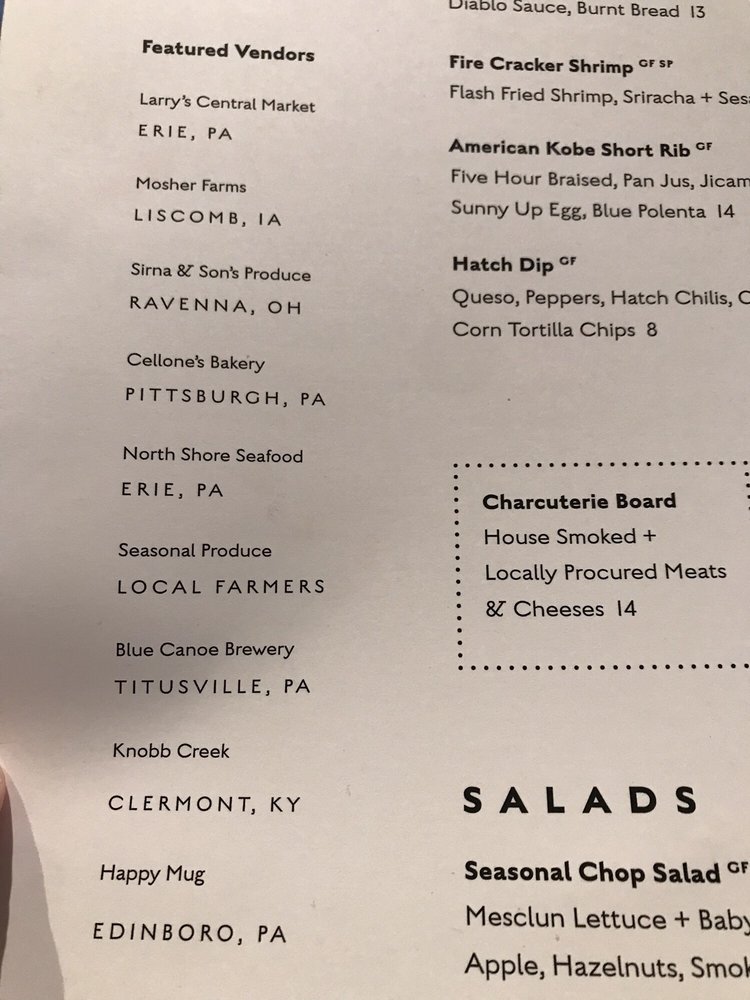 Featured Vendors
Larry's Central Market
ERIE, PA
Mosher Farms
LISCOMB, IA
Sirna & Son's Produce
RAVENNA, OH
Cellone's Bakery
PITTSBURGH, PA
North Shore Seafood
ERIE, PA
Seasonal Produce
LOCAL FARMERS
Blue Canoe Brewery
TITUSVILLE, PA
Knobb Creek
CLERMONT, KY
Happy Mug
EDINBORO, PA
Diablo Sauce, Burnt Bread 13
Fire Cracker Shrimp GF SP
Flash Fried Shrimp, Sriracha +
American Kobe Short Rib GF
Five Hour Braised, Pan Jus,
Sunny Up Egg, Blue Polenta 14
Hatch Dip GF
Queso, Peppers, Hatch Chilis,
Corn Tortilla Chips 8
Charcuterie Board
House Smoked +
Locally Procured Meats
& Cheeses 14
SALADS
Seasonal Chop Salad GF
Mesclun Lettuce + Baby
Apple, Hazelnuts,